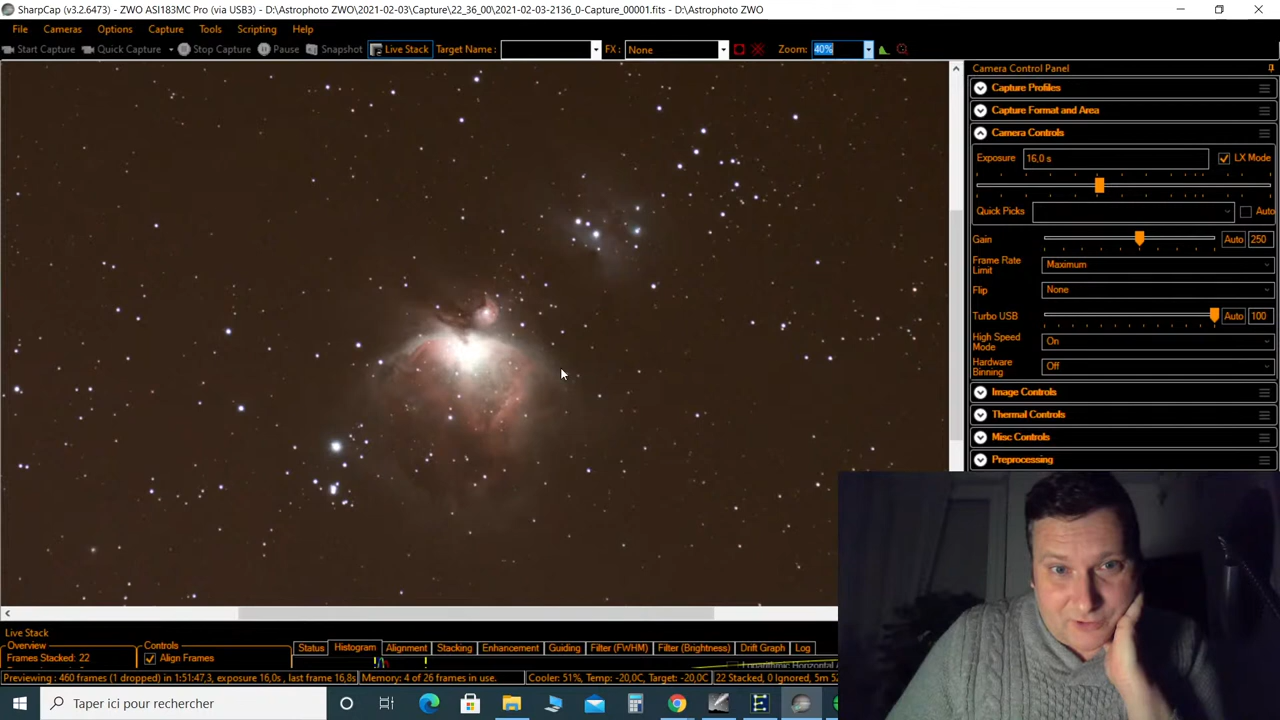 SharpCap (v3.2.6473) - ZWO ASI183MC Pro (via USB3) - D:\Astrophoto ZWO\2021-02-03\Capture\22_36_00\2021-02-03-2136_0-Capture_00001.fits - D:\Astrophoto ZWO
File Cameras Options Capture Tools Scripting Help
Start Capture Quick Capture Stop Capture Pause Snapshot Live Stack Target Name : FX : None Zoom: 40%
Camera Control Panel
Capture Profiles
Capture Format and Area
Camera Controls
Exposure 16,0 s LX Mode
Quick Picks Auto
Gain Auto 250
Frame Rate Limit Maximum
Flip None
Turbo USB Auto 100
High Speed Mode On
Hardware Binning Off
Image Controls
Thermal Controls
Misc Controls
Preprocessing
Live Stack
Overview Controls Status Histogram Alignment Stacking Enhancement Guiding Filter (FWHM) Filter (Brightness) Drift Graph Log
Frames Stacked: 22 Align Frames
Previewing : 460 frames (1 dropped) in 1:51:47,3, exposure 16,0s , last frame 16,8s Memory: 4 of 26 frames in use. Cooler: 51%, Temp: -20,0C, Target: -20,0C 22 Stacked, 0 Ignored, 5m 52
Taper ici pour rechercher